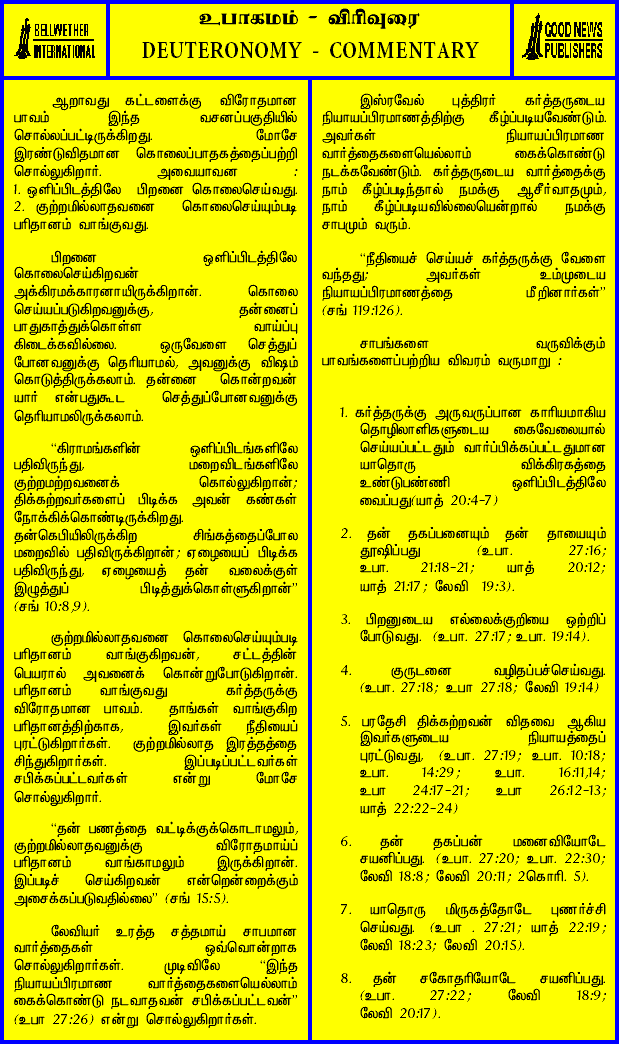 BELLWETHER
INTERNATIONAL
உபாகமம் - விரிவுரை
DEUTERONOMY - COMMENTARY
GOOD NEWS
PUBLISHERS
ஆறாவது கட்டளைக்கு விரோதமான
பாவம் இந்த வசனப்பகுதியில்
சொல்லப்பட்டிருக்கிறது. மோசே
இரண்டுவிதமான கொலைப்பாதகத்தைப்பற்றி
சொல்லுகிறார். அவையாவன :
1. ஒளிப்பிடத்திலே பிறனை கொலைசெய்வது.
2. குற்றமில்லாதவனை கொலைசெய்யும்படி
பரிதானம் வாங்குவது.
பிறனை ஒளிப்பிடத்திலே
கொலைசெய்கிறவன்
அக்கிரமக்காரனாயிருக்கிறான். கொலை
செய்யப்படுகிறவனுக்கு, தன்னைப்
பாதுகாத்துக்கொள்ள வாய்ப்பு
கிடைக்கவில்லை. ஒருவேளை செத்துப்
போனவனுக்கு தெரியாமல், அவனுக்கு விஷம்
கொடுத்திருக்கலாம். தன்னை கொன்றவன்
யார் என்பதுகூட செத்துப்போனவனுக்கு
தெரியாமலிருக்கலாம்.
“கிராமங்களின் ஒளிப்பிடங்களிலே
பதிவிருந்து, மறைவிடங்களிலே
குற்றமற்றவனைக் கொல்லுகிறான்;
திக்கற்றவர்களைப் பிடிக்க அவன் கண்கள்
நோக்கிக்கொண்டிருக்கிறது.
தன்கெபியிலிருக்கிற சிங்கத்தைப்போல
மறைவில் பதிவிருக்கிறான்; ஏழையைப் பிடிக்க
பதிவிருந்து, ஏழையைத் தன் வலைக்குள்
இழுத்துப் பிடித்துக்கொள்ளுகிறான்”
(சங் 10:8,9).
குற்றமில்லாதவனை கொலைசெய்யும்படி
பரிதானம் வாங்குகிறவன், சட்டத்தின்
பெயரால் அவனைக் கொன்றுபோடுகிறான்.
பரிதானம் வாங்குவது கர்த்தருக்கு
விரோதமான பாவம். தாங்கள் வாங்குகிற
பரிதானத்திற்காக, இவர்கள் நீதியைப்
புரட்டுகிறார்கள். குற்றமில்லாத இரத்தத்தை
சிந்துகிறார்கள். இப்படிப்பட்டவர்கள்
சபிக்கப்பட்டவர்கள் என்று மோசே
சொல்லுகிறார்.
“தன் பணத்தை வட்டிக்குக்கொடாமலும்,
குற்றமில்லாதவனுக்கு விரோதமாய்ப்
பரிதானம் வாங்காமலும் இருக்கிறான்.
இப்படிச் செய்கிறவன் என்றென்றைக்கும்
அசைக்கப்படுவதில்லை” (சங் 15:5).
லேவியர் உரத்த சத்தமாய் சாபமான
வார்த்தைகள் ஒவ்வொன்றாக
சொல்லுகிறார்கள். முடிவிலே “இந்த
நியாயப்பிரமாண வார்த்தைகளையெல்லாம்
கைக்கொண்டு நடவாதவன் சபிக்கப்பட்டவன்”
(உபா 27:26) என்று சொல்லுகிறார்கள்.
இஸ்ரவேல் புத்திரர் கர்த்தருடைய
நியாயப்பிரமாணத்திற்கு கீழ்ப்படியவேண்டும்.
அவர்கள் நியாயப்பிரமாண
வார்த்தைகளையெல்லாம் கைக்கொண்டு
நடக்கவேண்டும். கர்த்தருடைய வார்த்தைக்கு
நாம் கீழ்ப்படிந்தால் நமக்கு ஆசீர்வாதமும்,
நாம் கீழ்ப்படியவில்லையென்றால் நமக்கு
சாபமும் வரும்.
“நீதியைச் செய்யச் கர்த்தருக்கு வேளை
வந்தது; அவர்கள் உம்முடைய
நியாயப்பிரமாணத்தை மீறினார்கள்”
(சங் 119:126).
சாபங்களை வருவிக்கும்
பாவங்களைப்பற்றிய விவரம் வருமாறு :
1. கர்த்தருக்கு அருவருப்பான காரியமாகிய
தொழிலாளிகளுடைய கைவேலையால்
செய்யப்பட்டதும் வார்ப்பிக்கப்பட்டதுமான
யாதொரு விக்கிரகத்தை
உண்டுபண்ணி ஒளிப்பிடத்திலே
வைப்பது(யாத் 20:4-7)
2. தன் தகப்பனையும் தன் தாயையும்
தூஷிப்பது (உபா. 27:16;
உபா. 21:18-21; யாத் 20:12;
யாத் 21:17; லேவி 19:3).
3. பிறனுடைய எல்லைக்குறியை ஒற்றிப்
போடுவது. (உபா. 27:17; உபா. 19:14).
4. குருடனை வழிதப்பச்செய்வது.
(உபா. 27:18; உபா 27:18; லேவி 19:14)
5. பரதேசி திக்கற்றவன் விதவை ஆகிய
இவர்களுடைய நியாயத்தைப்
புரட்டுவது, (உபா. 27:19; உபா. 10:18;
உபா. 14:29; உபா. 16:11,14;
உபா 24:17-21; உபா 26:12-13;
யாத் 22:22-24)
6. தன் தகப்பன் மனைவியோடே
சயனிப்பது. (உபா. 27:20; உபா. 22:30;
லேவி 18:8; லேவி 20:11; 2கொரி. 5).
7. யாதொரு மிருகத்தோடே புணர்ச்சி
செய்வது. (உபா . 27:21; யாத் 22:19;
லேவி 18:23; லேவி 20:15).
8. தன் சகோதரியோடே சயனிப்பது.
(உபா. 27:22; லேவி 18:9;
லேவி 20:17).